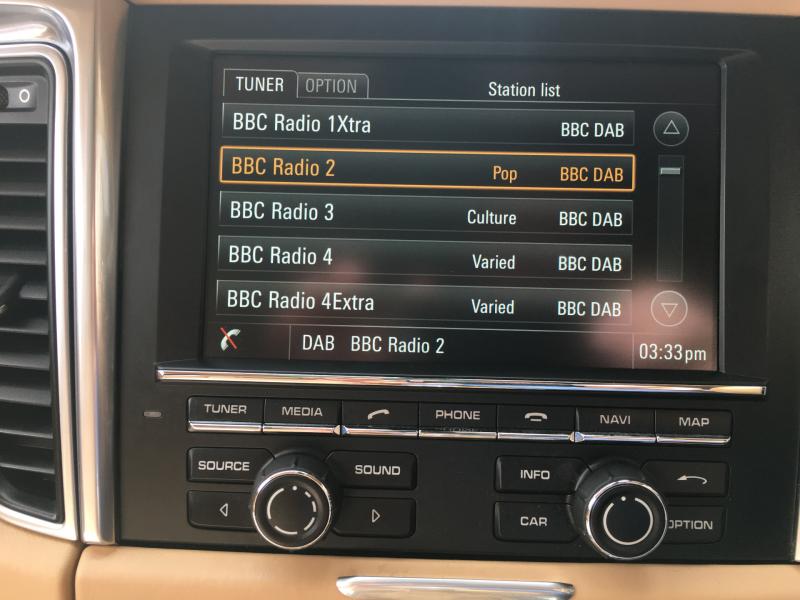 TUNER OPTION Station list
BBC Radio 1Xtra BBC DAB
BBC Radio 2 Pop BBC DAB
BBC Radio 3 Culture BBC DAB
BBC Radio 4 Varied BBC DAB
BBC Radio 4Extra Varied BBC DAB
DAB BBC Radio 2 03:33pm
TUNER MEDIA PHONE NAVI MAP
SOURCE SOUND INFO
CAR OPTION